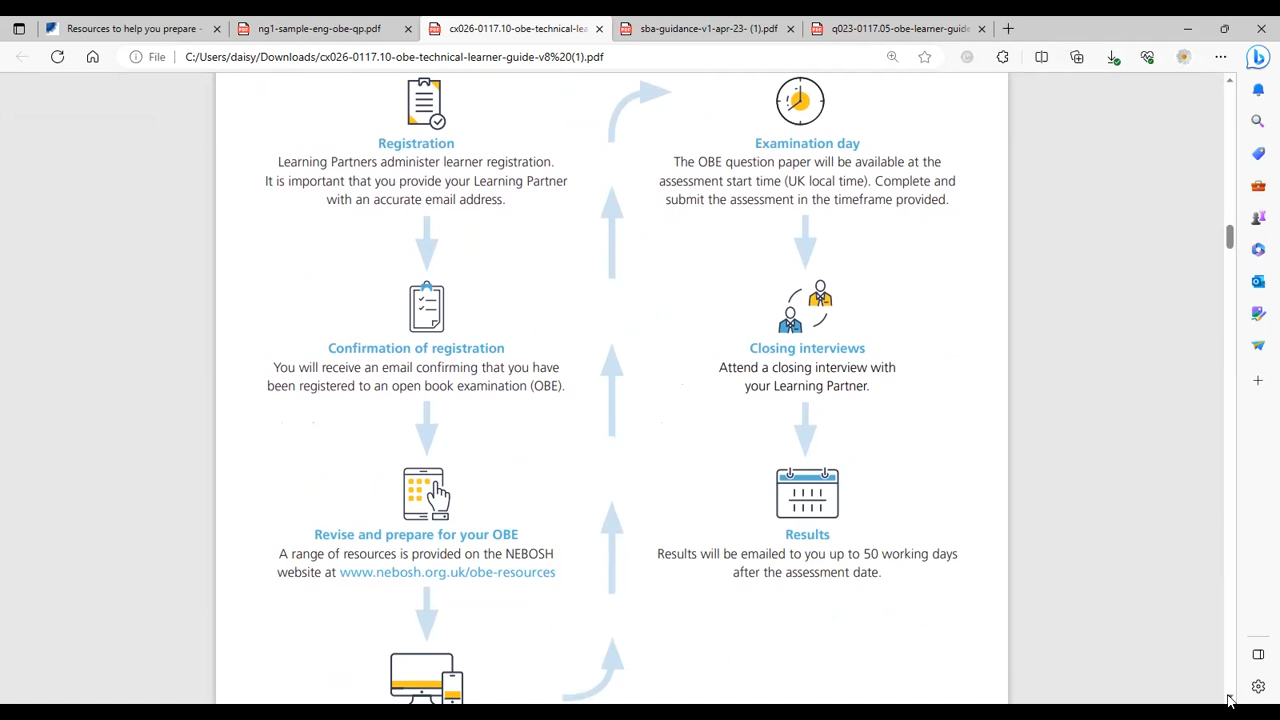 Resources to help you prepare -
ng1-sample-eng-obe-qp.pdf
cx026-0117.10-obe-technical-lea
sba-guidance-v1-apr-23- (1).pdf
q023-0117.05-obe-learner-guide
File
C:/Users/daisy/Downloads/cx026-0117.10-obe-technical-learner-guide-v8%20(1).pdf
Registration
Learning Partners administer learner registration.
It is important that you provide your Learning Partner
with an accurate email address.
Confirmation of registration
You will receive an email confirming that you have
been registered to an open book examination (OBE).
Revise and prepare for your OBE
A range of resources is provided on the NEBOSH
website at www.nebosh.org.uk/obe-resources
Examination day
The OBE question paper will be available at the
assessment start time (UK local time). Complete and
submit the assessment in the timeframe provided.
Closing interviews
Attend a closing interview with
your Learning Partner.
Results
Results will be emailed to you up to 50 working days
after the assessment date.